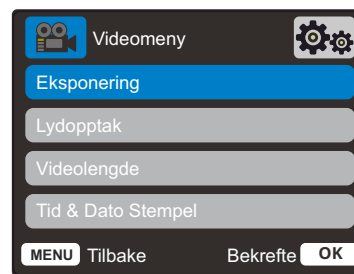 Videomeny
Eksponering
Lydopptak
Videolengde
Tid & Dato Stempel
MENU Tilbake Bekrefte OK